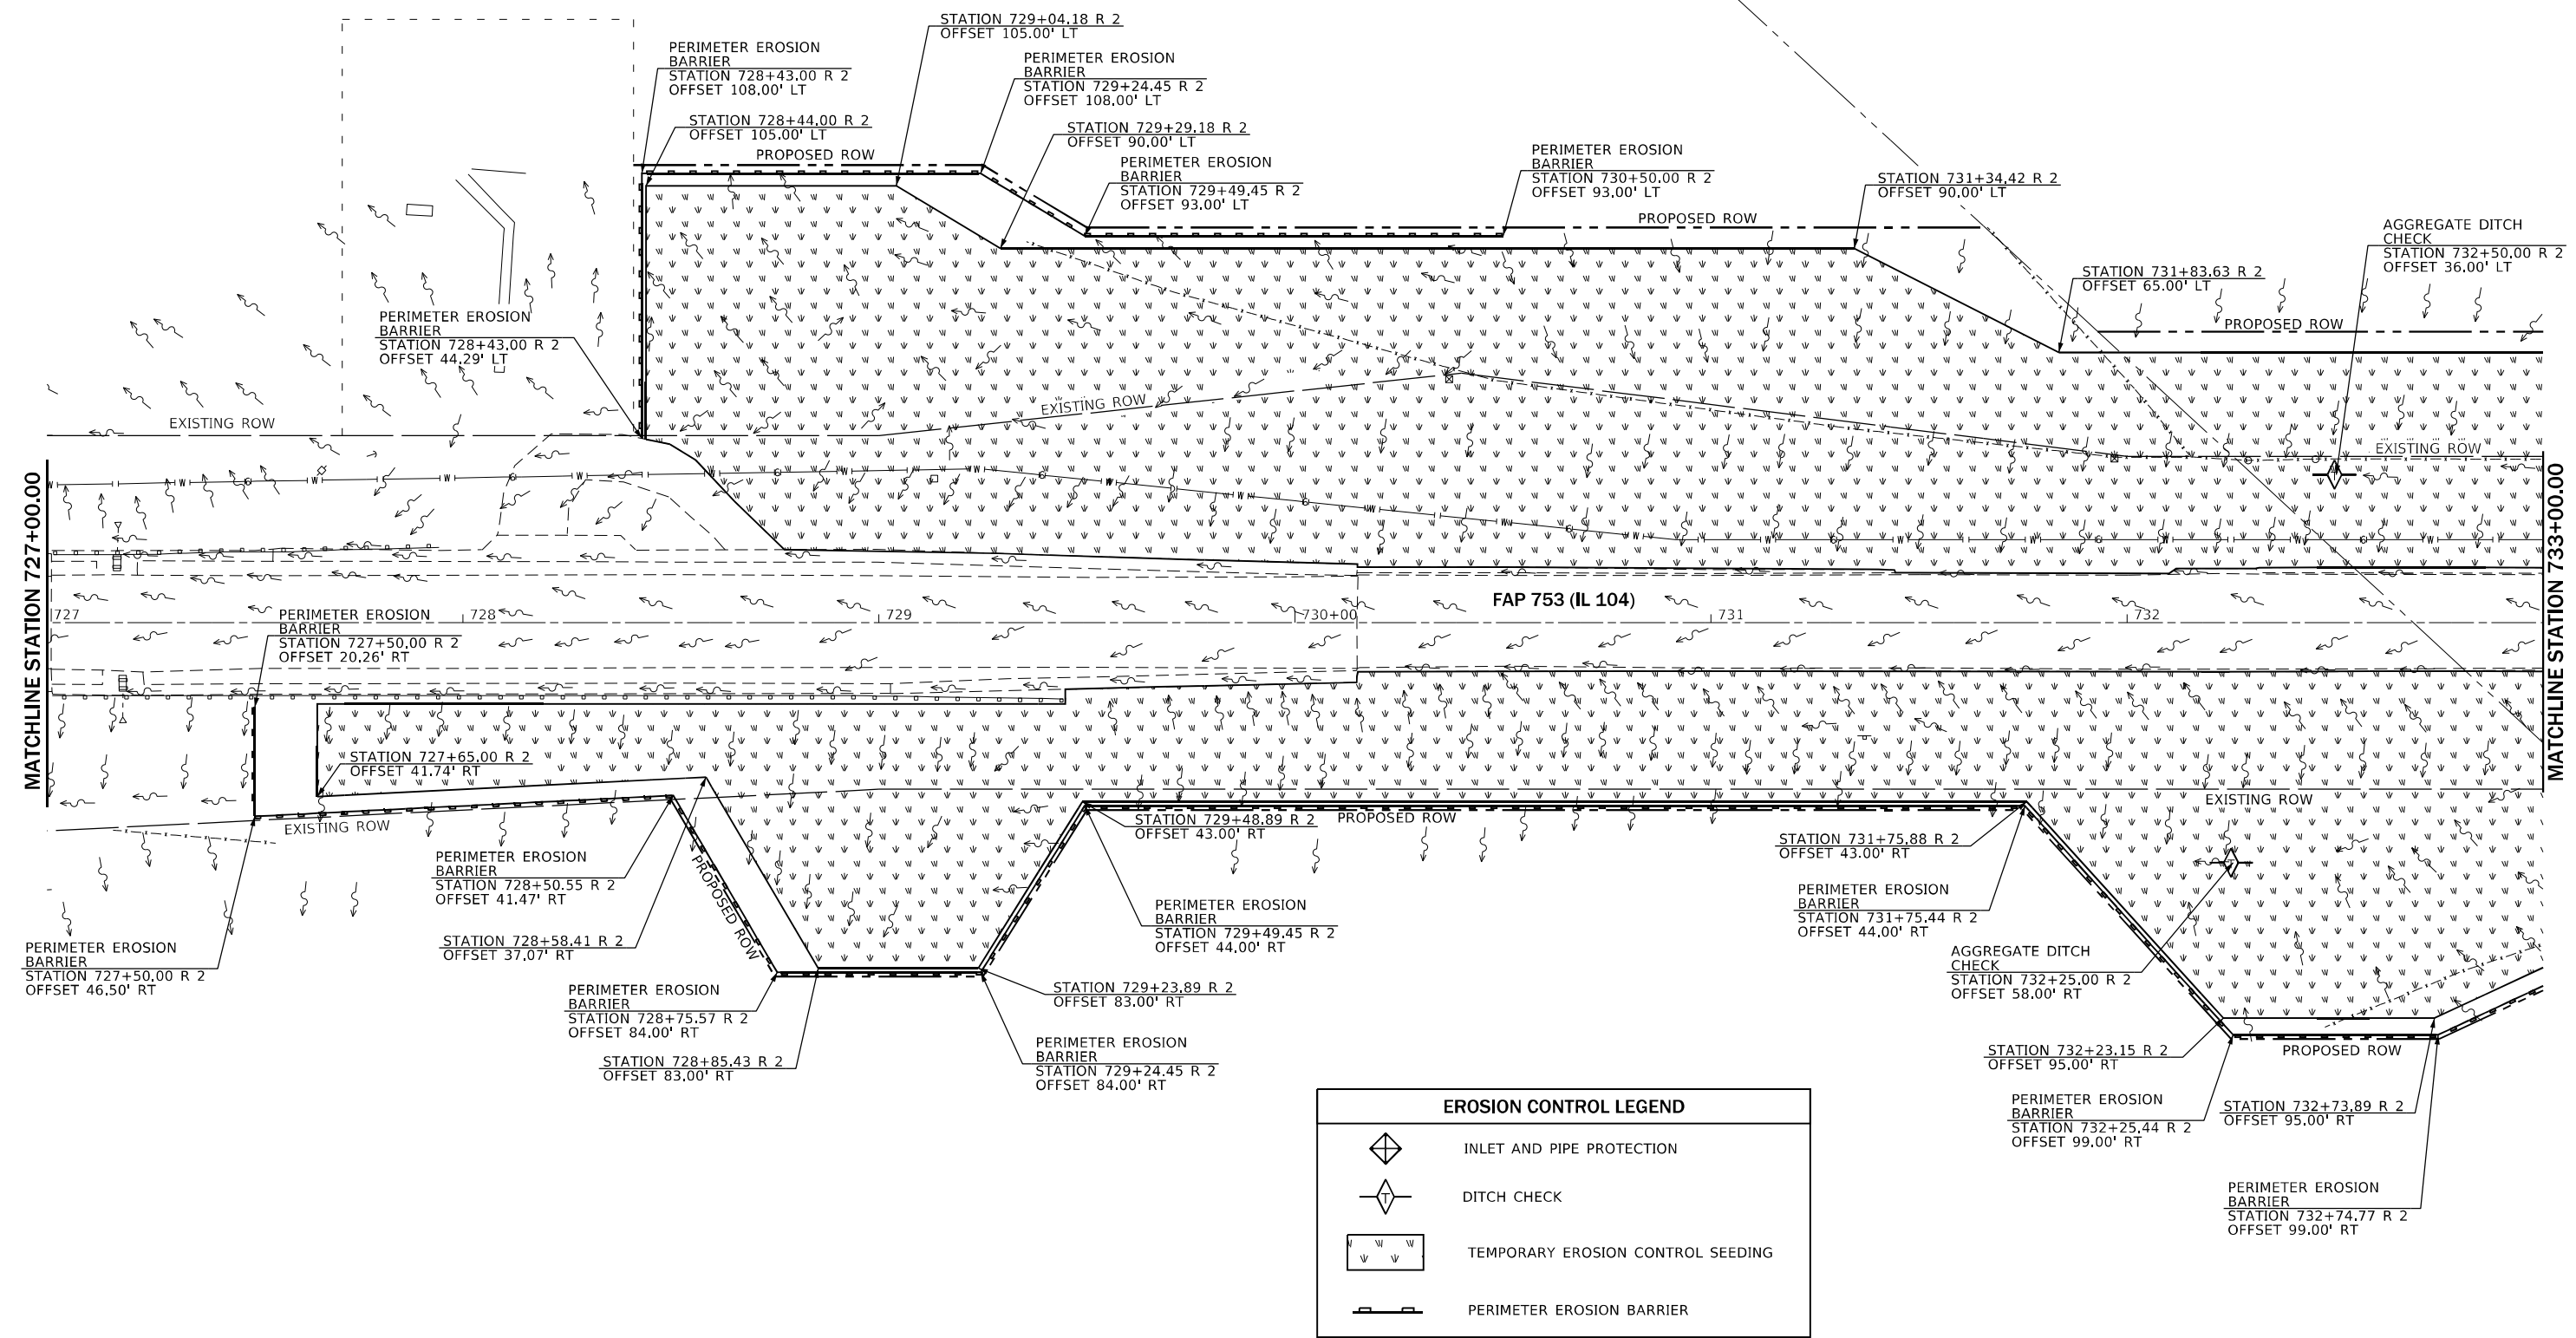 STATION 729+04.18 R 2
OFFSET 105.00' LT
PERIMETER EROSION
BARRIER
STATION 728+43.00 R 2
OFFSET 108.00' LT
PERIMETER EROSION
BARRIER
STATION 729+24.45 R 2
OFFSET 108.00' LT
STATION 728+44.00 R 2
OFFSET 105.00' LT
STATION 729+29.18 R 2
OFFSET 90.00' LT
PROPOSED ROW
PERIMETER EROSION
BARRIER
STATION 729+49.45 R 2
OFFSET 93.00' LT
PERIMETER EROSION
BARRIER
STATION 730+50.00 R 2
OFFSET 93.00' LT
STATION 731+34.42 R 2
OFFSET 90.00' LT
PROPOSED ROW
AGGREGATE DITCH
CHECK
STATION 732+50.00 R 2
OFFSET 36.00' LT
STATION 731+83.63 R 2
OFFSET 65.00' LT
PROPOSED ROW
PERIMETER EROSION
BARRIER
STATION 728+43.00 R 2
OFFSET 44.29' LT
EXISTING ROW
EXISTING ROW
EXISTING ROW
W W W W W W W W W W W W W W W W W W
G G G G G G G G G
MATCHLINE STATION 727+00.00
MATCHLINE STATION 733+00.00
FAP 753 (IL 104)
727
728
729
730+00
731
732
PERIMETER EROSION
BARRIER
STATION 727+50.00 R 2
OFFSET 20.26' RT
STATION 727+65.00 R 2
OFFSET 41.74' RT
EXISTING ROW
EXISTING ROW
STATION 729+48.89 R 2
OFFSET 43.00' RT
PROPOSED ROW
STATION 731+75.88 R 2
OFFSET 43.00' RT
PERIMETER EROSION
BARRIER
STATION 728+50.55 R 2
OFFSET 41.47' RT
PROPOSED ROW
PERIMETER EROSION
BARRIER
STATION 731+75.44 R 2
OFFSET 44.00' RT
PERIMETER EROSION
BARRIER
STATION 729+49.45 R 2
OFFSET 44.00' RT
STATION 728+58.41 R 2
OFFSET 37.07' RT
PERIMETER EROSION
BARRIER
STATION 727+50.00 R 2
OFFSET 46.50' RT
AGGREGATE DITCH
CHECK
STATION 732+25.00 R 2
OFFSET 58.00' RT
STATION 729+23.89 R 2
OFFSET 83.00' RT
PERIMETER EROSION
BARRIER
STATION 728+75.57 R 2
OFFSET 84.00' RT
PERIMETER EROSION
BARRIER
STATION 729+24.45 R 2
OFFSET 84.00' RT
STATION 728+85.43 R 2
OFFSET 83.00' RT
STATION 732+23.15 R 2
OFFSET 95.00' RT
PROPOSED ROW
PERIMETER EROSION
BARRIER
STATION 732+25.44 R 2
OFFSET 99.00' RT
STATION 732+73.89 R 2
OFFSET 95.00' RT
PERIMETER EROSION
BARRIER
STATION 732+74.77 R 2
OFFSET 99.00' RT
EROSION CONTROL LEGEND
INLET AND PIPE PROTECTION
T
DITCH CHECK
TEMPORARY EROSION CONTROL SEEDING
PERIMETER EROSION BARRIER